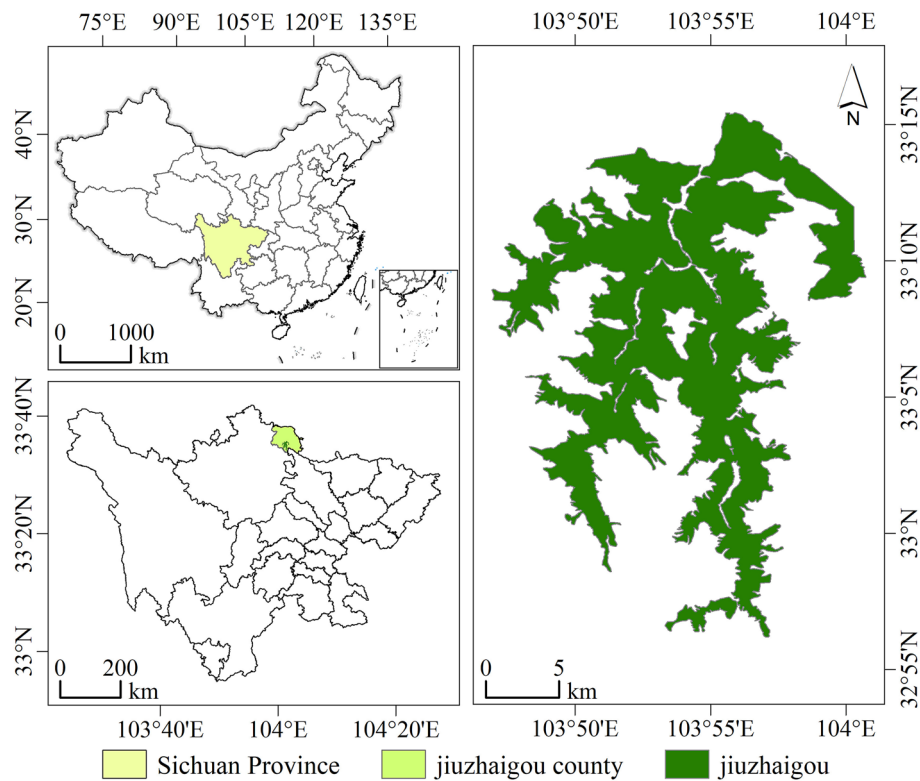 75°E 90°E 105°E 120°E 135°E
40°N
30°N
20°N
0 1000
km
33°40'N
33°20'N
33°N
0 200
km
103°40'E 104°E 104°20'E
103°50'E 103°55'E 104°E
N
33°15'N
33°10'N
33°5'N
33°N
32°55'N
0 5
km
103°50'E 103°55'E 104°E
Sichuan Province jiuzhaigou county jiuzhaigou